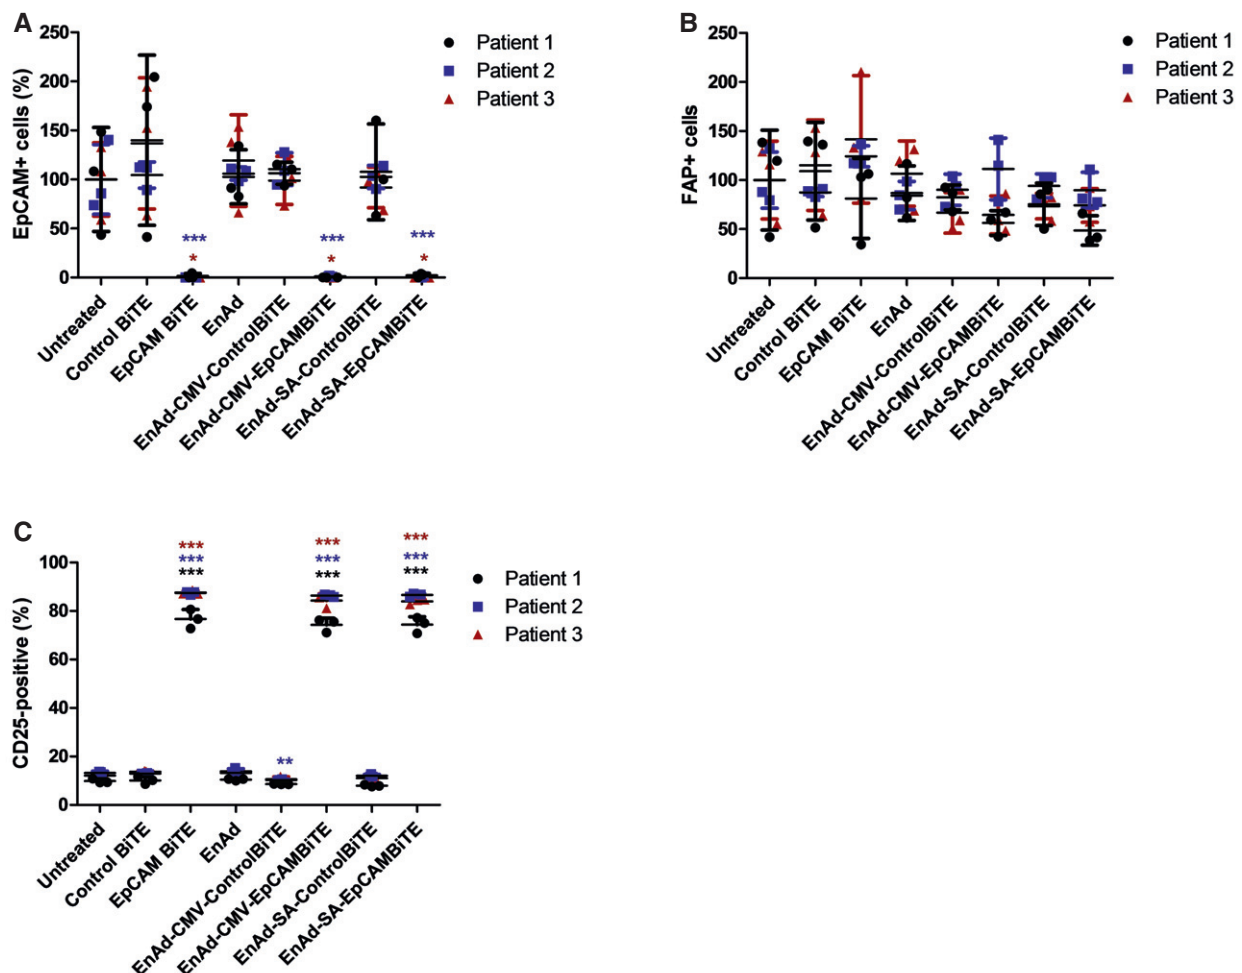 A
EpCAM+ cells (%)
250
200
150
100
50
0
***
*
***
*
***
*
Patient 1
Patient 2
Patient 3
Untreated
Control BiTE
EpCAM BiTE
EnAd
EnAd-CMV-ControlBiTE
EnAd-CMV-EpCAMBiTE
EnAd-SA-ControlBiTE
EnAd-SA-EpCAMBiTE
B
FAP+ cells
250
200
150
100
50
0
Patient 1
Patient 2
Patient 3
Untreated
Control BiTE
EpCAM BiTE
EnAd
EnAd-CMV-ControlBiTE
EnAd-CMV-EpCAMBiTE
EnAd-SA-ControlBiTE
EnAd-SA-EpCAMBiTE
C
CD25-positive (%)
100
80
60
40
20
0
***
***
***
**
***
***
***
***
***
***
Patient 1
Patient 2
Patient 3
Untreated
Control BiTE
EpCAM BiTE
EnAd
EnAd-CMV-ControlBiTE
EnAd-CMV-EpCAMBiTE
EnAd-SA-ControlBiTE
EnAd-SA-EpCAMBiTE